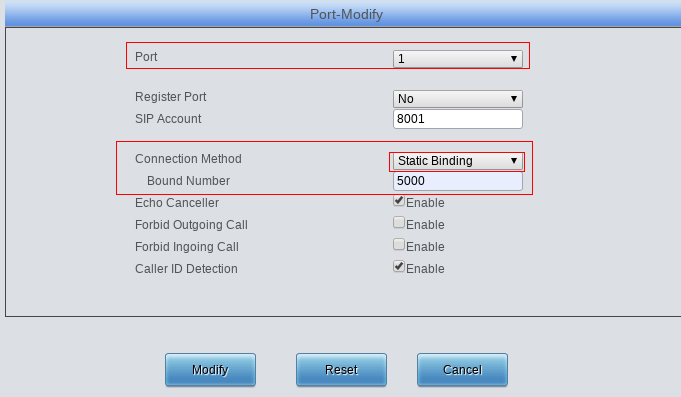 Port-Modify
Port 1
Register Port No
SIP Account 8001
Connection Method Static Binding
Bound Number 5000
Echo Canceller Enable
Forbid Outgoing Call Enable
Forbid Ingoing Call Enable
Caller ID Detection Enable
Modify Reset Cancel